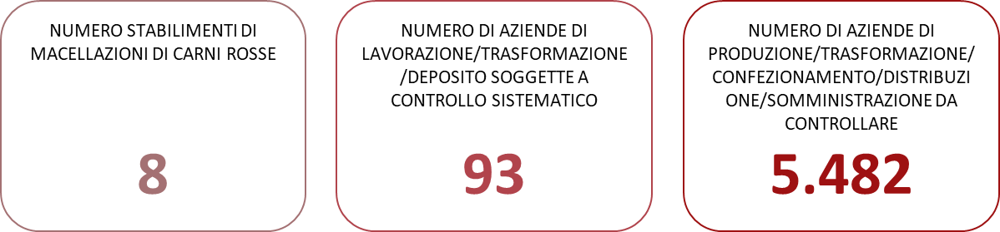 NUMERO STABILIMENTI DI
MACELLAZIONI DI CARNI ROSSE
8
NUMERO DI AZIENDE DI
LAVORAZIONE/TRASFORMAZIONE
/DEPOSITO SOGGETTE A
CONTROLLO SISTEMATICO
93
NUMERO DI AZIENDE DI
PRODUZIONE/TRASFORMAZIONE/
CONFEZIONAMENTO/DISTRIBUZI
ONE/SOMMINISTRAZIONE DA
CONTROLLARE
5.482